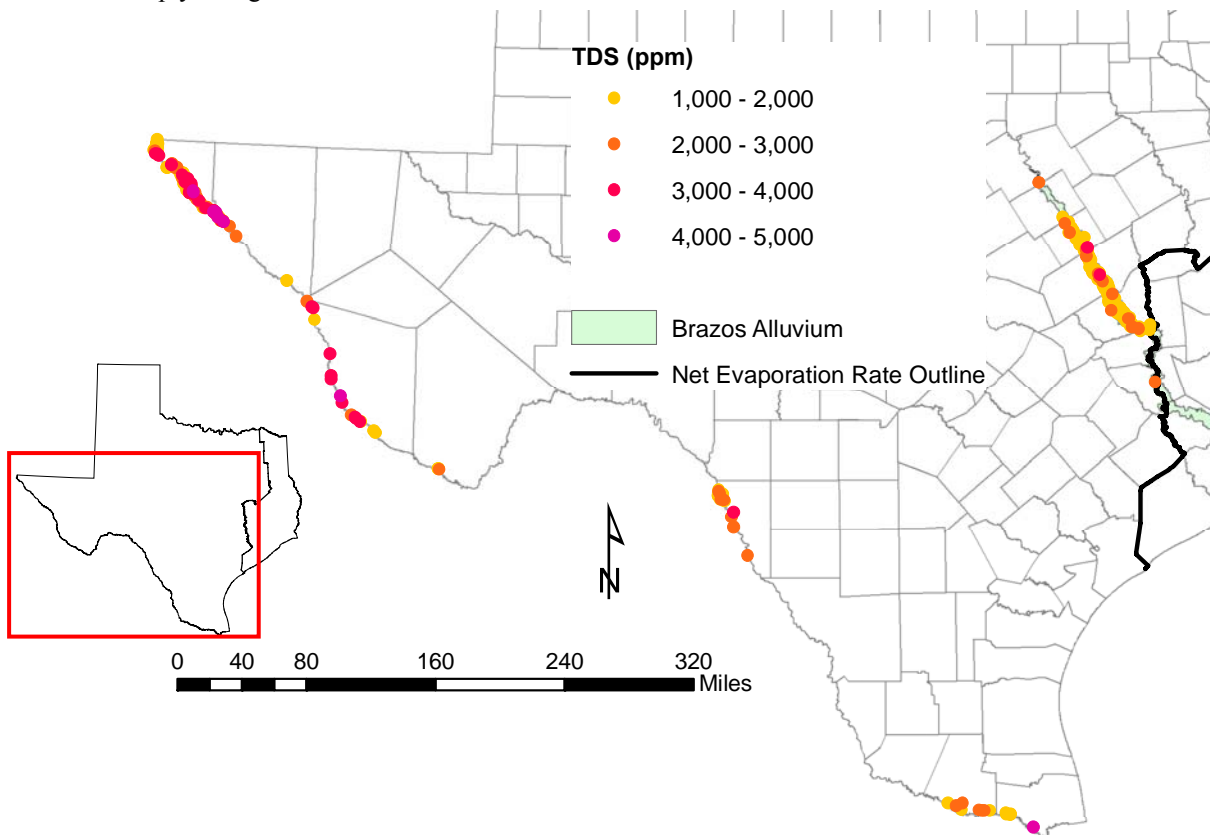 TDS (ppm)
1,000 - 2,000
2,000 - 3,000
3,000 - 4,000
4,000 - 5,000
Brazos Alluvium
Net Evaporation Rate Outline
N
0 40 80 160 240 320
Miles